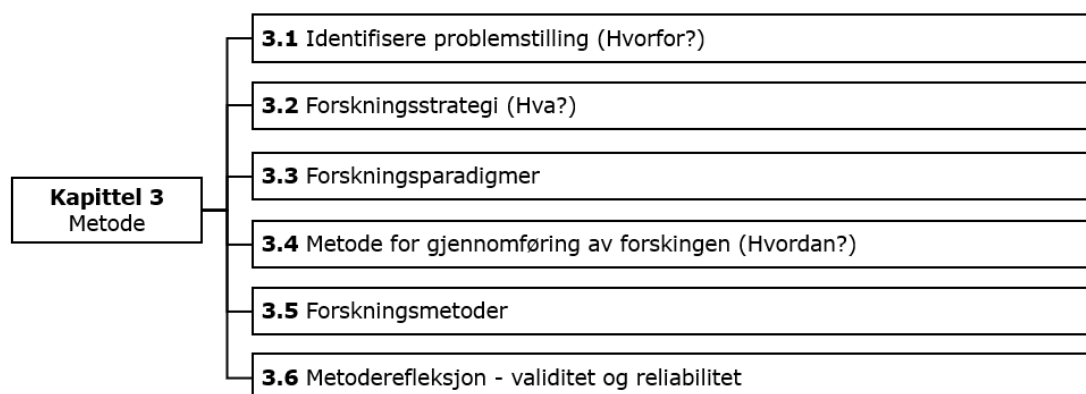 3.1 Identifisere problemstilling (Hvorfor?)
3.2 Forskningsstrategi (Hva?)
3.3 Forskningsparadigmer
Kapittel 3
Metode
3.4 Metode for gjennomføring av forskingen (Hvordan?)
3.5 Forskningsmetoder
3.6 Metoderefleksjon - validitet og reliabilitet